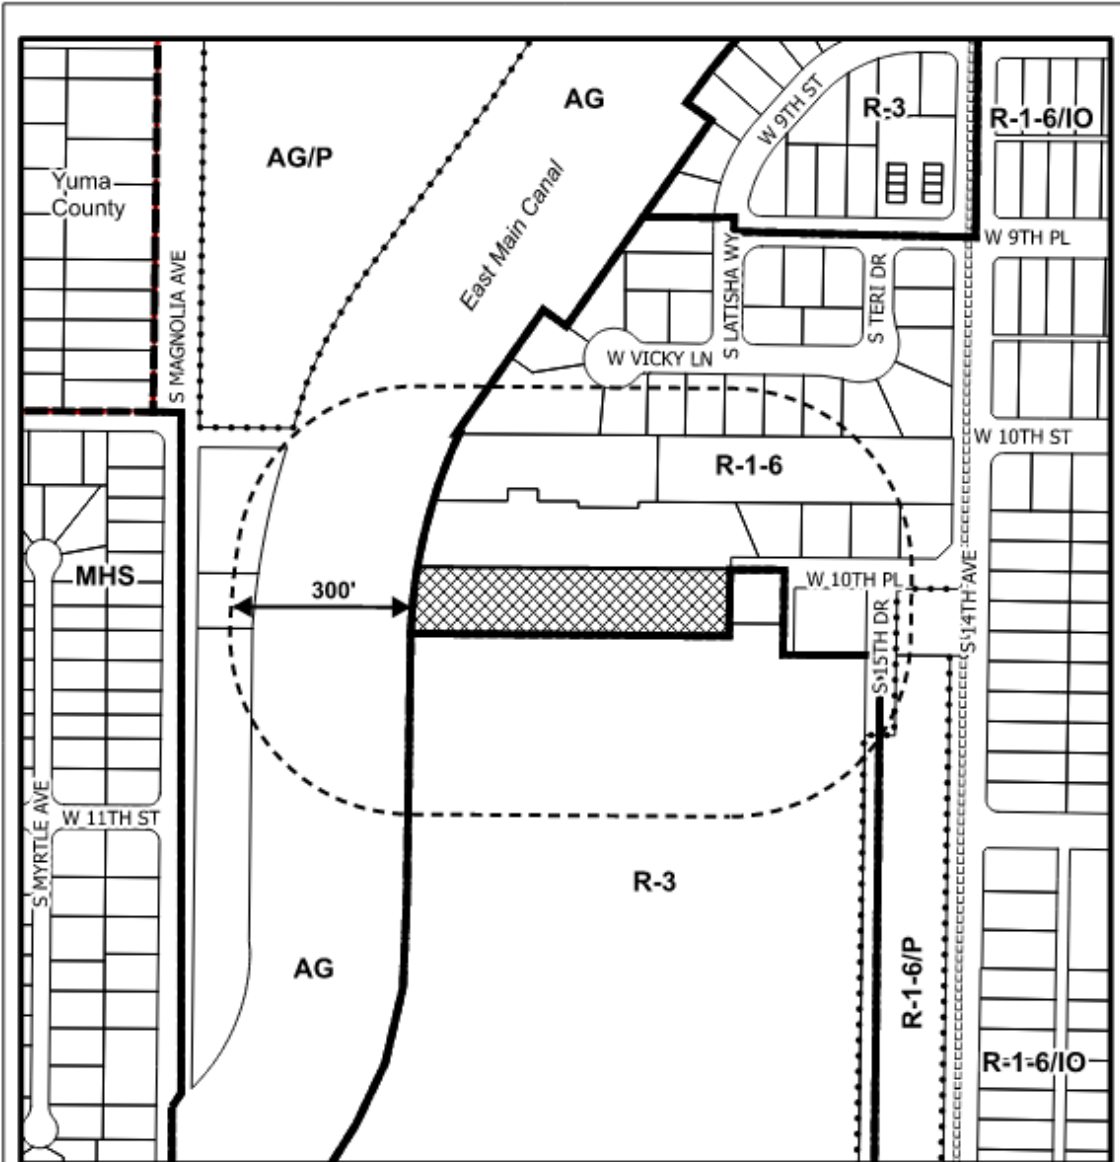 AG
R-3
R-1-6/IO
AG/P
W 9TH ST
Yuma
County
East Main Canal
W 9TH PL
S MAGNOLIA AVE
S LATISHA WY
S TERI DR
W VICKY LN
W 10TH ST
R-1-6
MHS
300'
W 10TH PL
S 14TH AVE
S 15TH DR
S MYRTLE AVE
W 11TH ST
R-3
AG
R-1-6/P
R-1-6/IO